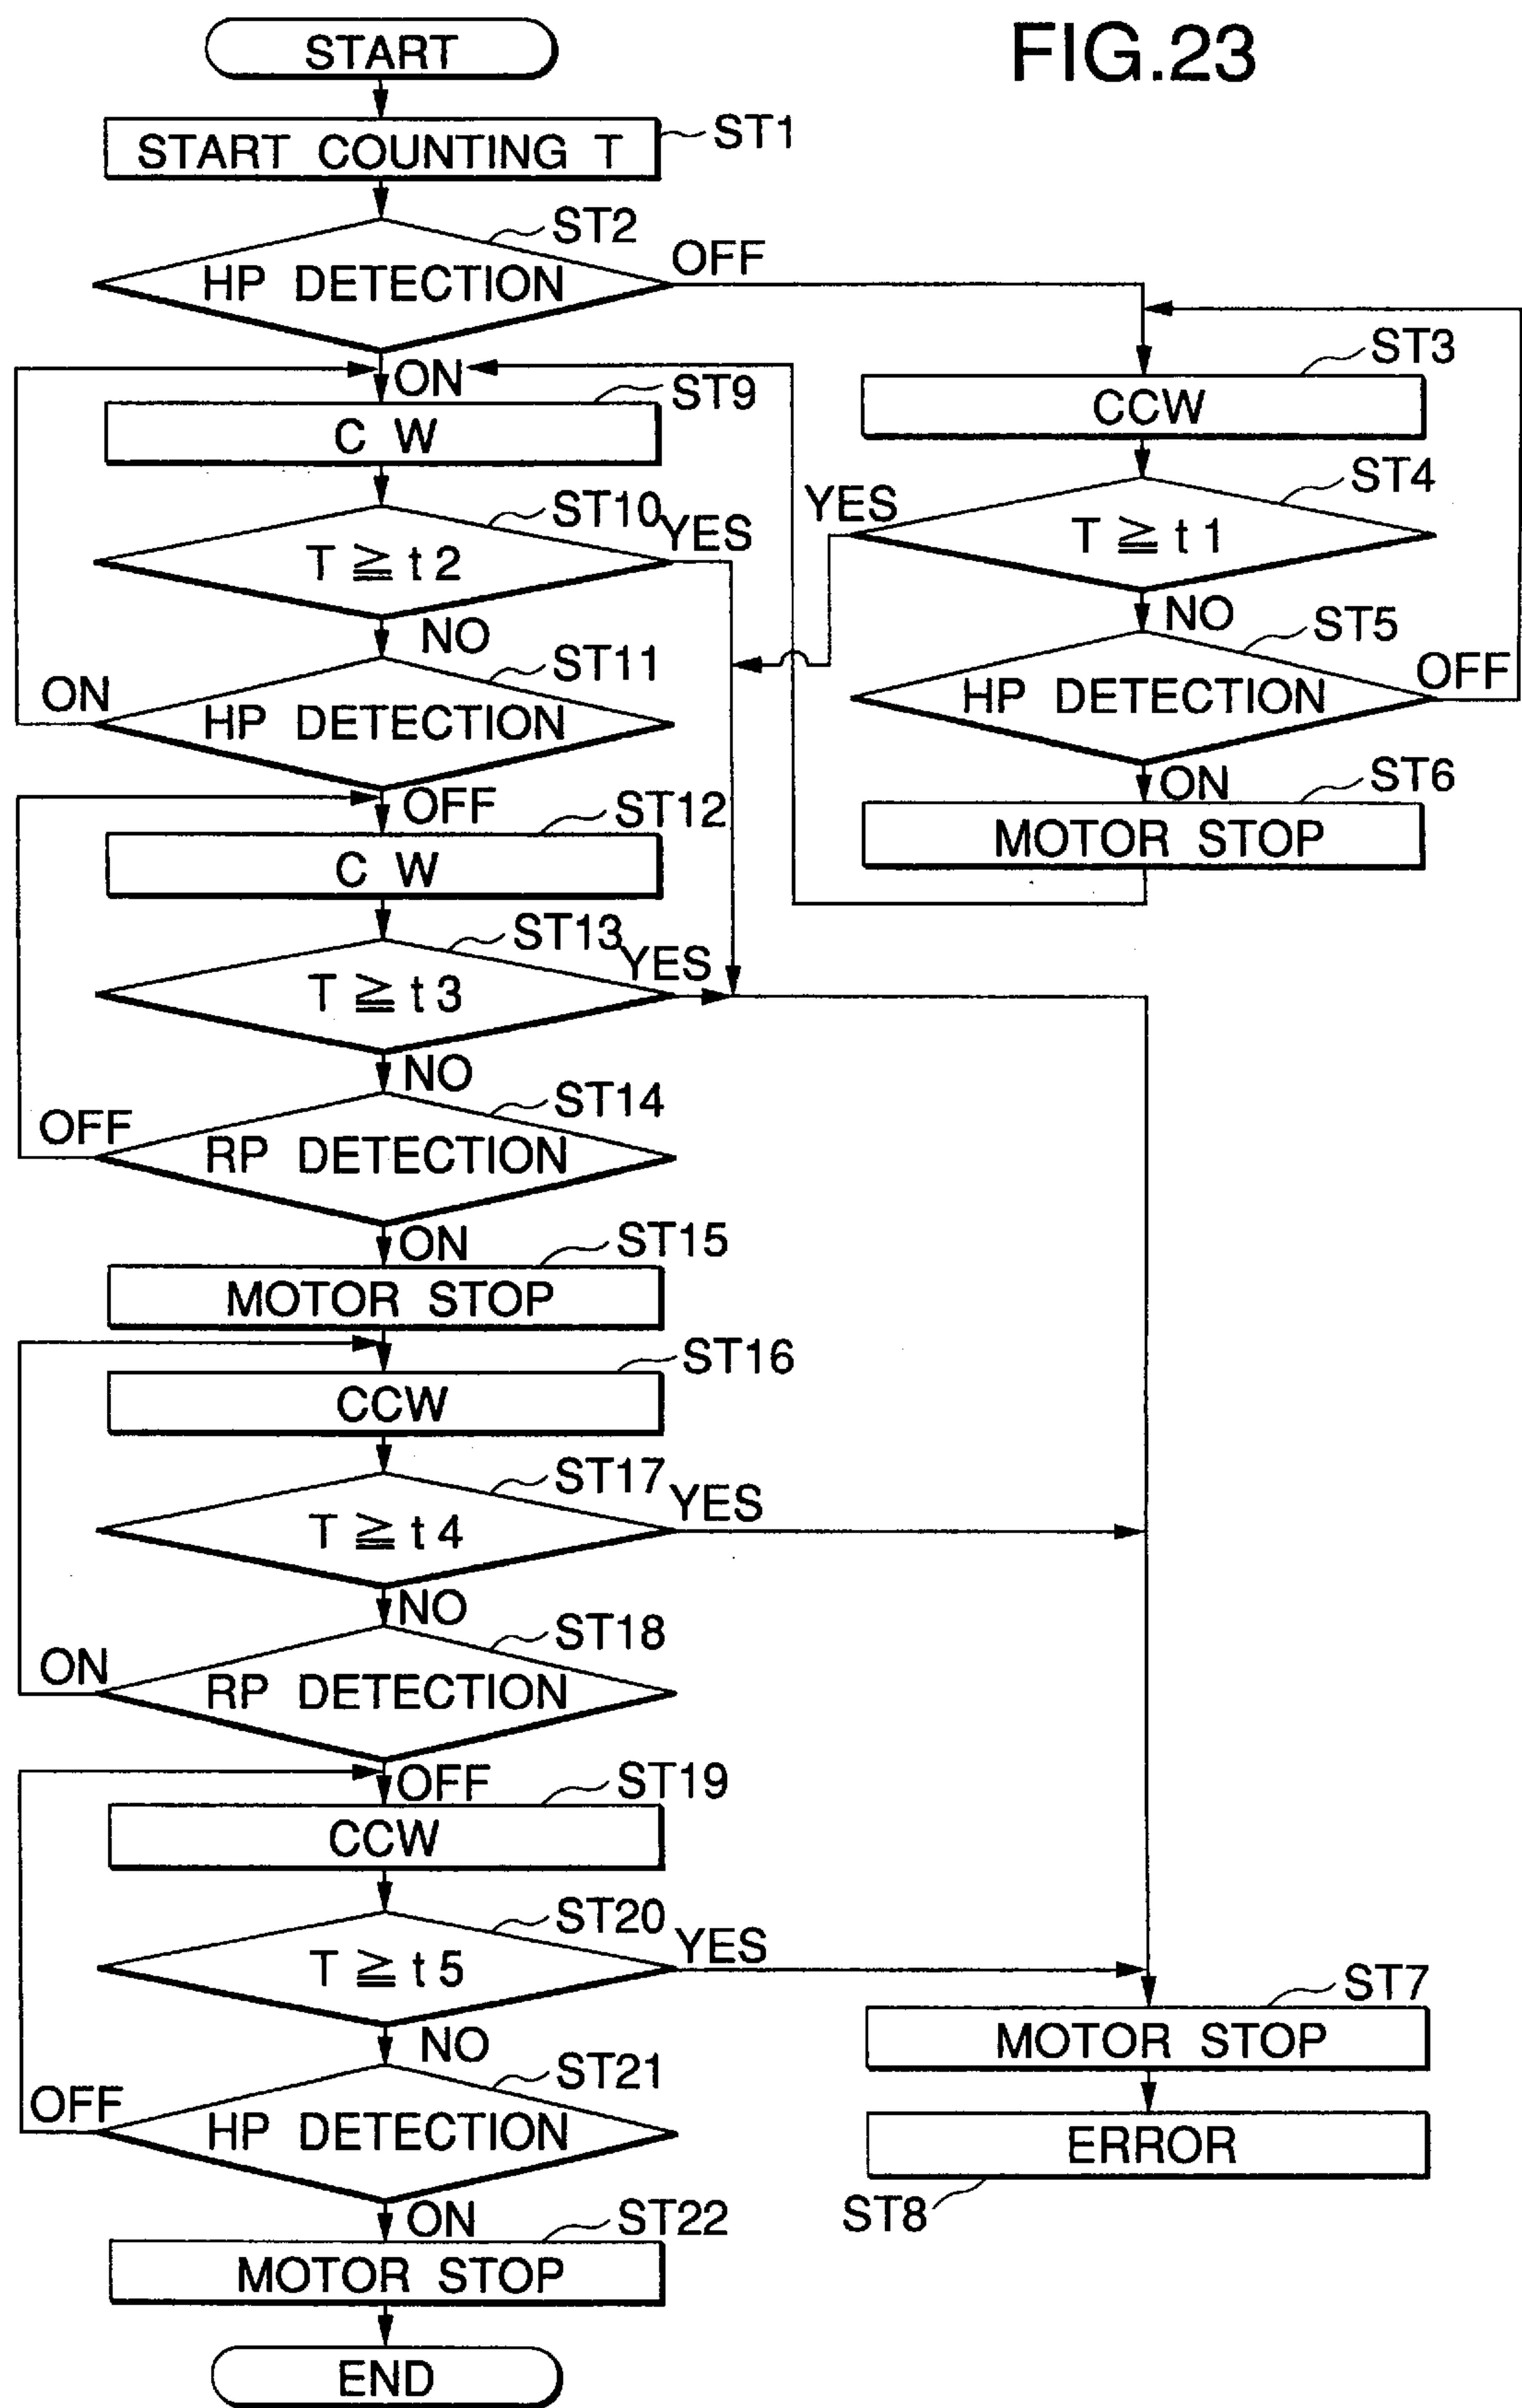 FIG.23
START
START COUNTING T
ST1
ST2
HP DETECTION
OFF
ON
ST9
C W
ST3
CCW
ST10
YES
T ≧ t 2
NO
ST4
YES
T ≧ t 1
NO
ST11
ON
HP DETECTION
OFF
ST5
HP DETECTION
OFF
ON
ST6
MOTOR STOP
ST12
C W
ST13
YES
T ≧ t 3
NO
ST14
OFF
RP DETECTION
ON
ST15
MOTOR STOP
ST16
CCW
ST17
YES
T ≧ t 4
NO
ST18
ON
RP DETECTION
OFF
ST19
CCW
ST20
YES
T ≧ t 5
NO
ST21
OFF
HP DETECTION
ON
ST22
MOTOR STOP
END
ST7
MOTOR STOP
ERROR
ST8